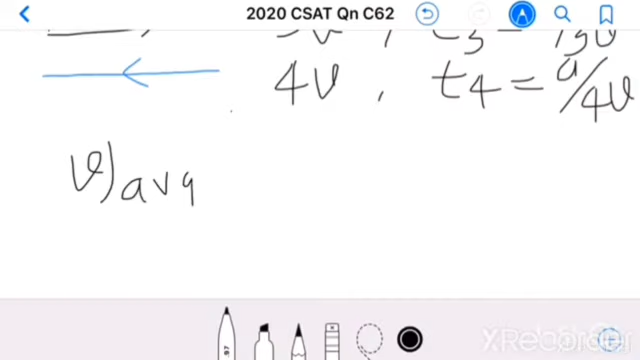 2020 CSAT Qn C62
4v , t4 = a/4v
v)avg
XRecorder